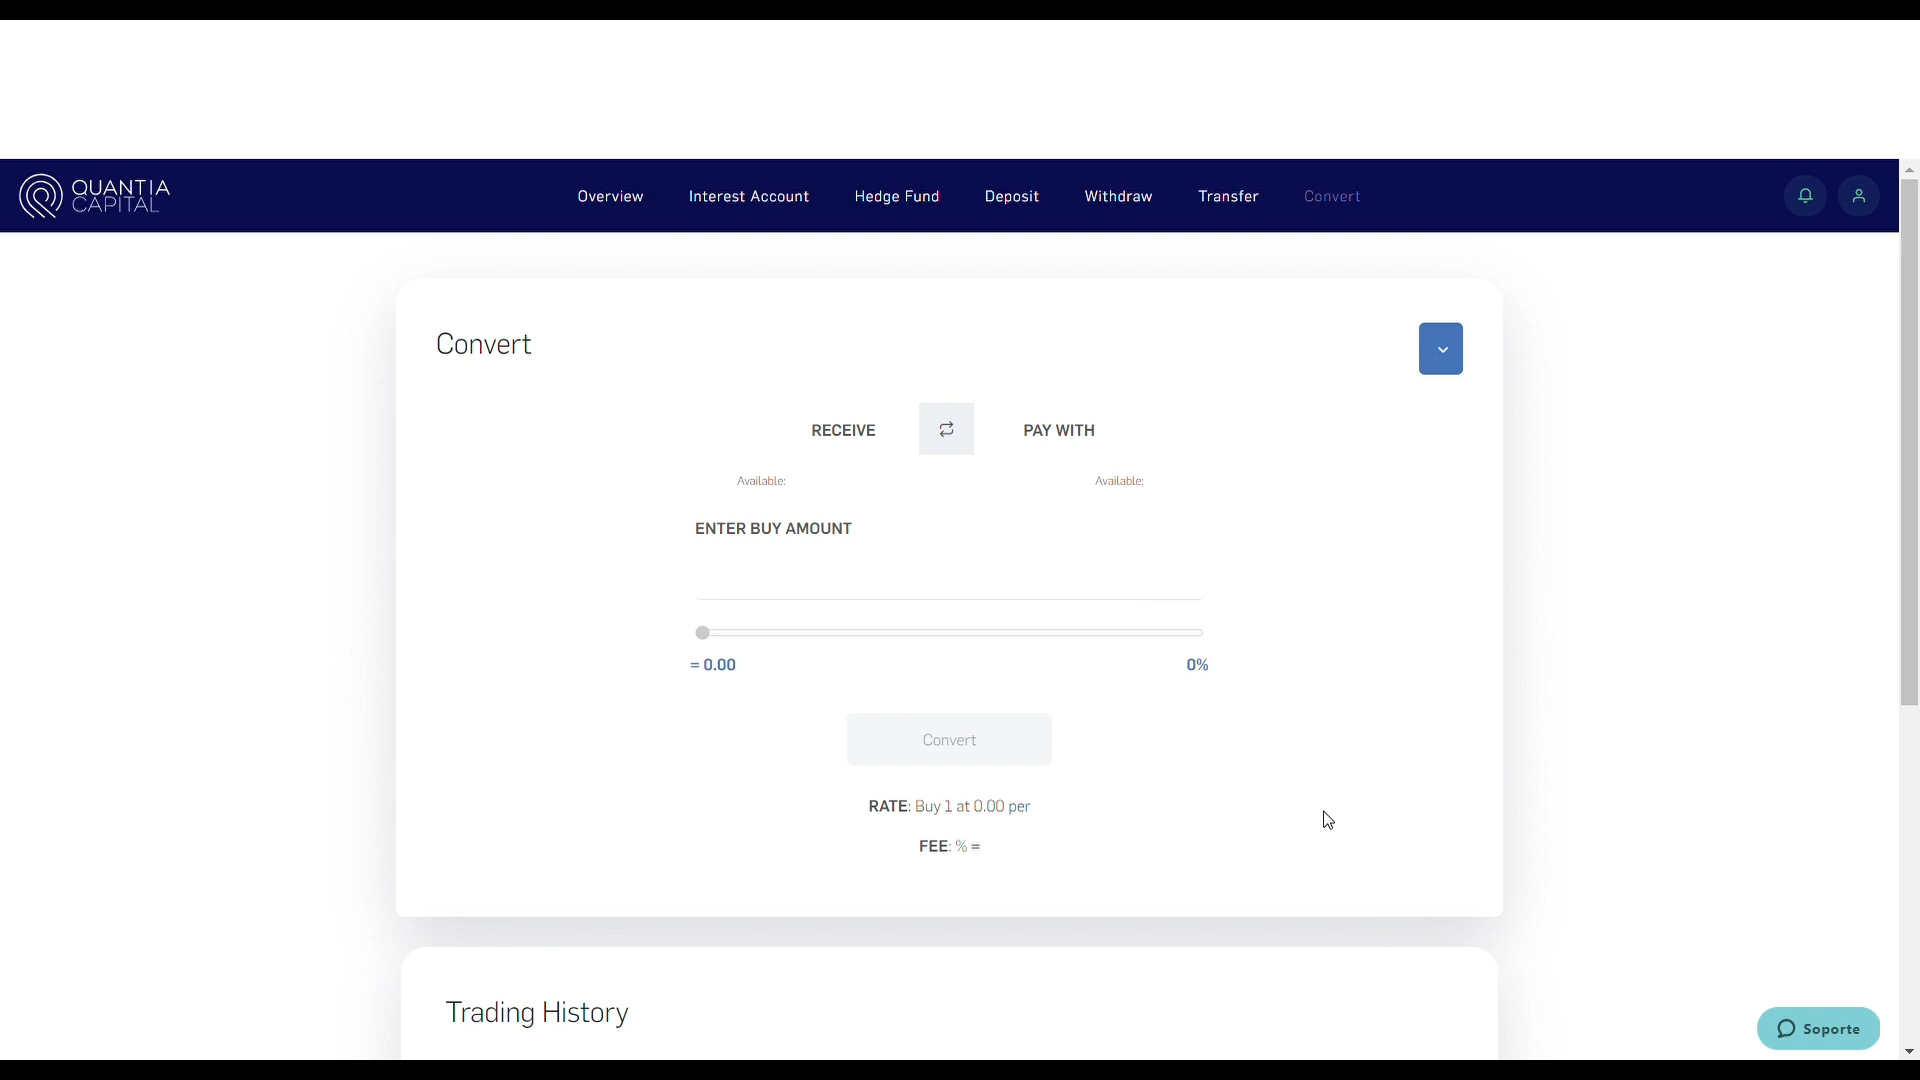 QUANTIA
CAPITAL
Overview Interest Account Hedge Fund Deposit Withdraw Transfer Convert
Convert
RECEIVE PAY WITH
Available: Available:
ENTER BUY AMOUNT
= 0.00 0%
Convert
RATE: Buy 1 at 0.00 per
FEE: % =
Trading History
Soporte